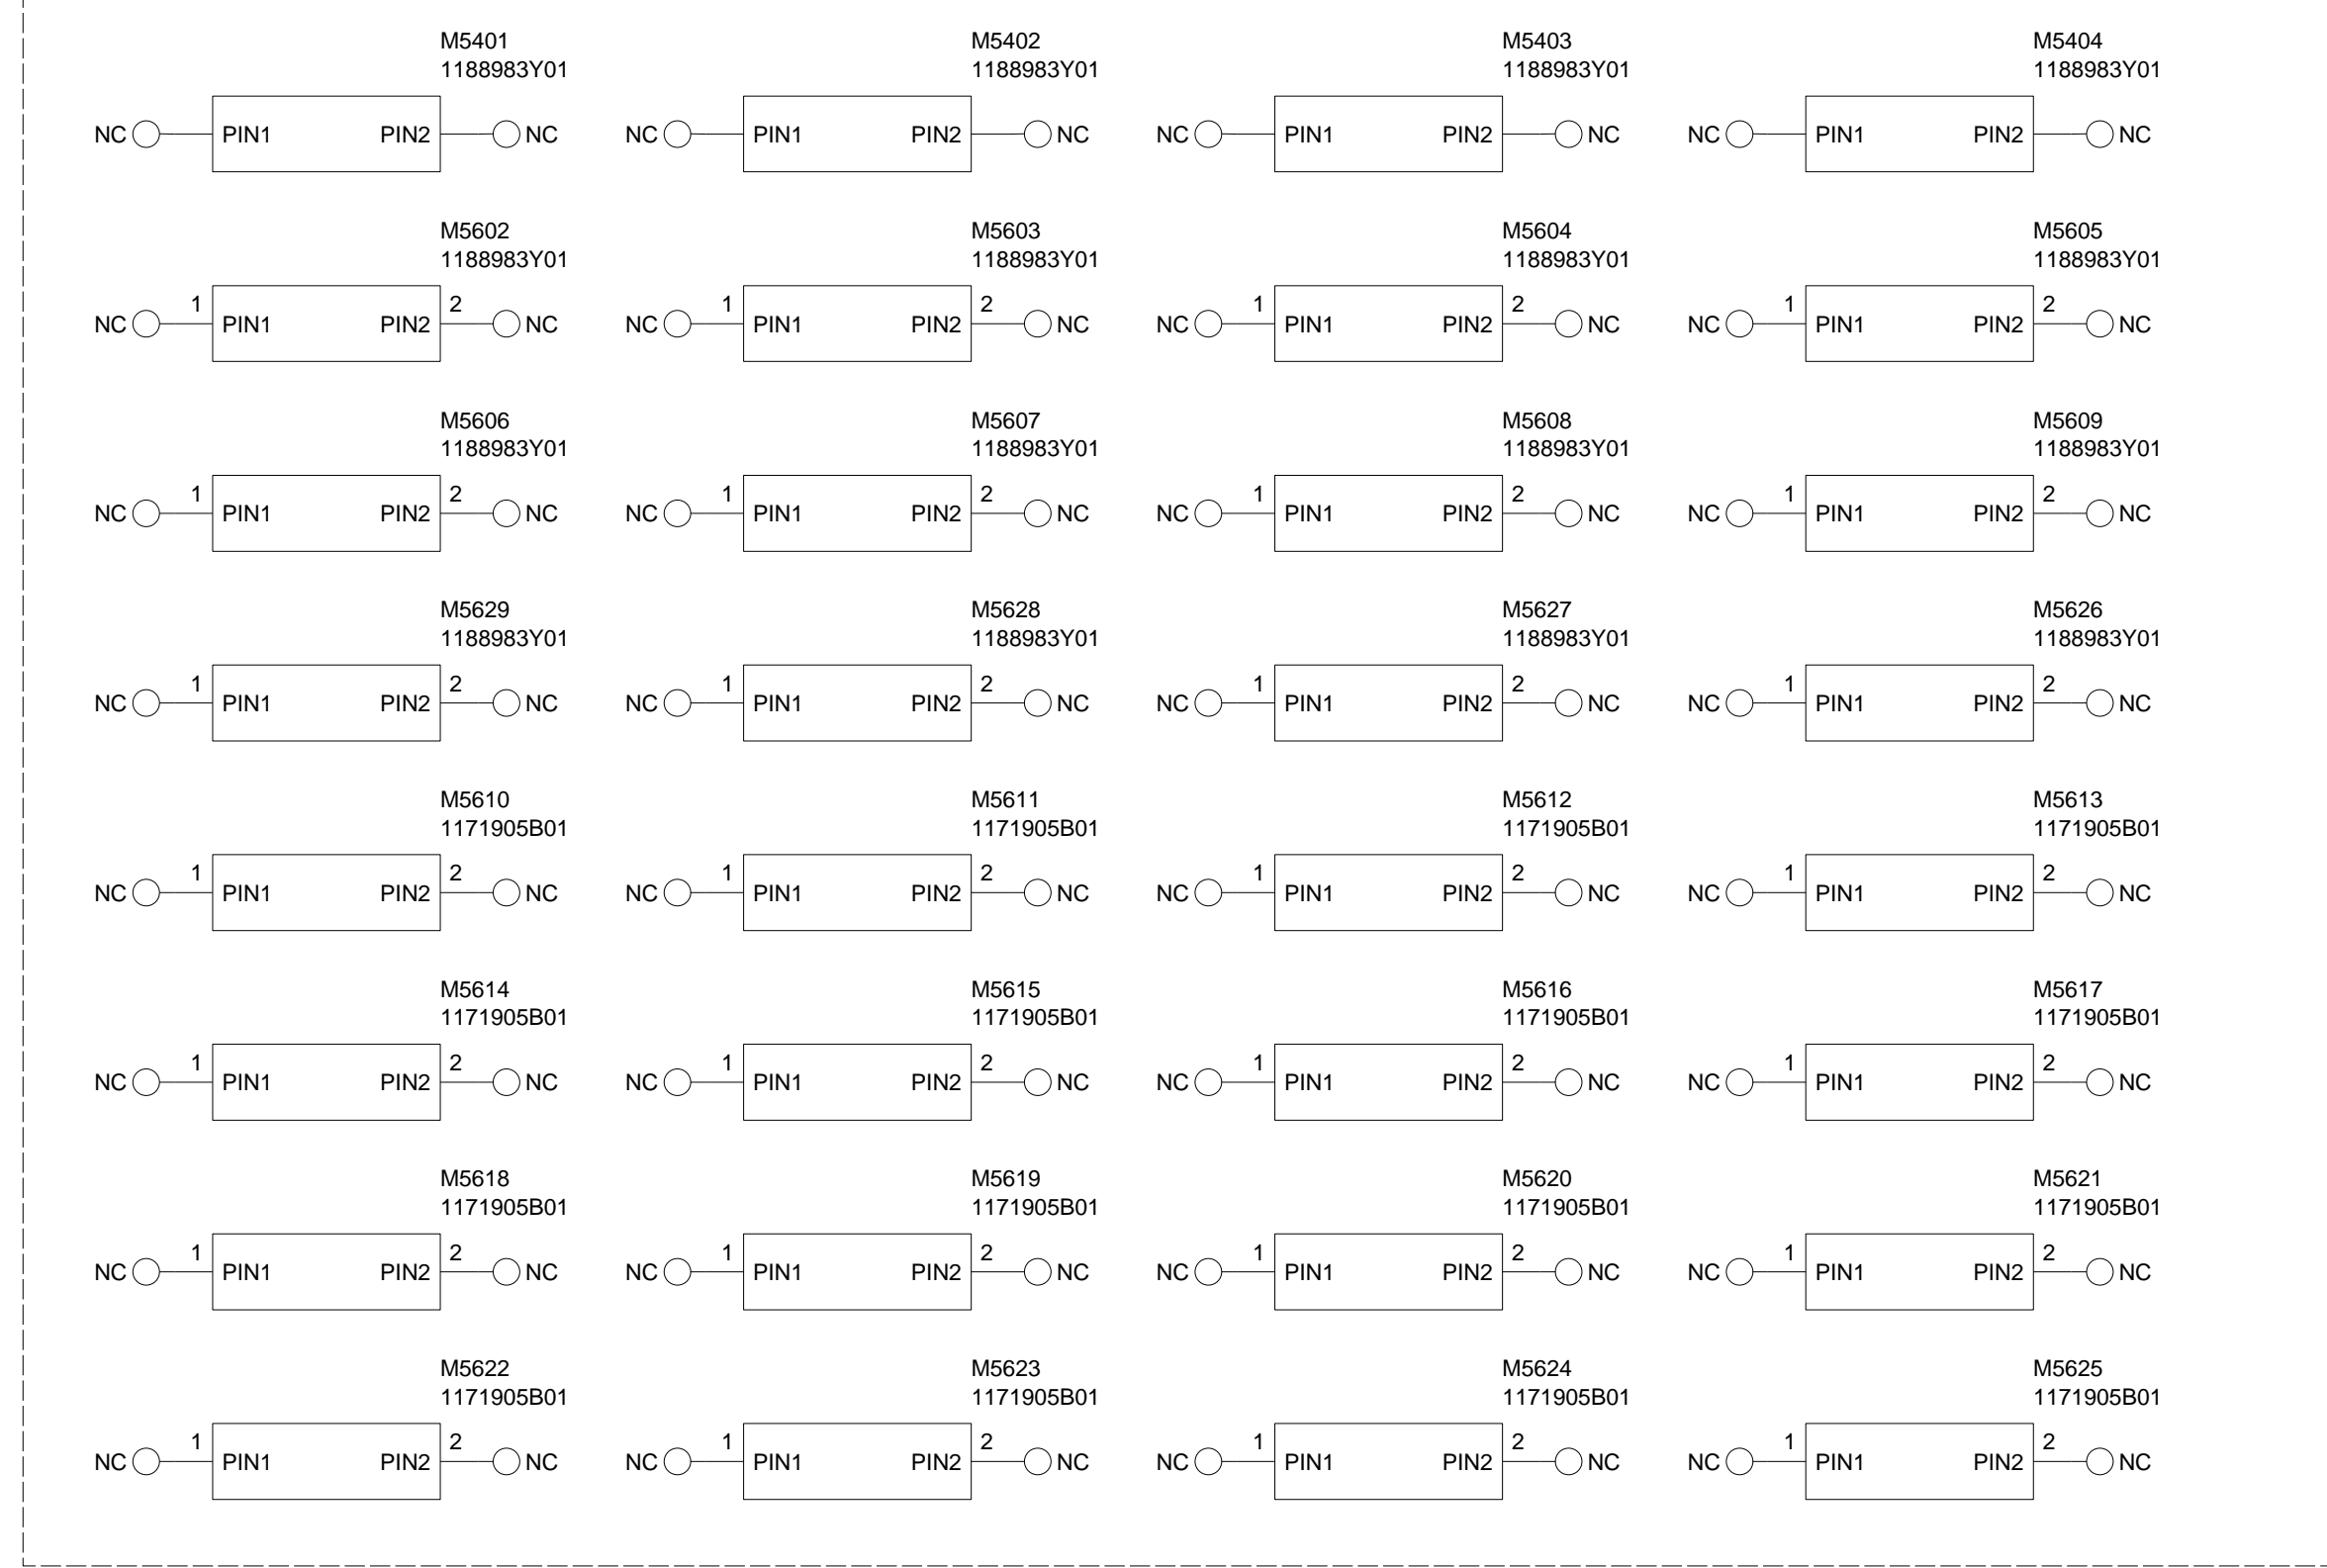 M5401 M5402 M5403 M5404
1188983Y01 1188983Y01 1188983Y01 1188983Y01
NC PIN1 PIN2 NC NC PIN1 PIN2 NC NC PIN1 PIN2 NC NC PIN1 PIN2 NC
M5602 M5603 M5604 M5605
1188983Y01 1188983Y01 1188983Y01 1188983Y01
1 2 1 2 1 2 1 2
NC PIN1 PIN2 NC NC PIN1 PIN2 NC NC PIN1 PIN2 NC NC PIN1 PIN2 NC
M5606 M5607 M5608 M5609
1188983Y01 1188983Y01 1188983Y01 1188983Y01
1 2 1 2 1 2 1 2
NC PIN1 PIN2 NC NC PIN1 PIN2 NC NC PIN1 PIN2 NC NC PIN1 PIN2 NC
M5629 M5628 M5627 M5626
1188983Y01 1188983Y01 1188983Y01 1188983Y01
1 2 1 2 1 2 1 2
NC PIN1 PIN2 NC NC PIN1 PIN2 NC NC PIN1 PIN2 NC NC PIN1 PIN2 NC
M5610 M5611 M5612 M5613
1171905B01 1171905B01 1171905B01 1171905B01
1 2 1 2 1 2 1 2
NC PIN1 PIN2 NC NC PIN1 PIN2 NC NC PIN1 PIN2 NC NC PIN1 PIN2 NC
M5614 M5615 M5616 M5617
1171905B01 1171905B01 1171905B01 1171905B01
1 2 1 2 1 2 1 2
NC PIN1 PIN2 NC NC PIN1 PIN2 NC NC PIN1 PIN2 NC NC PIN1 PIN2 NC
M5618 M5619 M5620 M5621
1171905B01 1171905B01 1171905B01 1171905B01
1 2 1 2 1 2 1 2
NC PIN1 PIN2 NC NC PIN1 PIN2 NC NC PIN1 PIN2 NC NC PIN1 PIN2 NC
M5622 M5623 M5624 M5625
1171905B01 1171905B01 1171905B01 1171905B01
1 2 1 2 1 2 1 2
NC PIN1 PIN2 NC NC PIN1 PIN2 NC NC PIN1 PIN2 NC NC PIN1 PIN2 NC